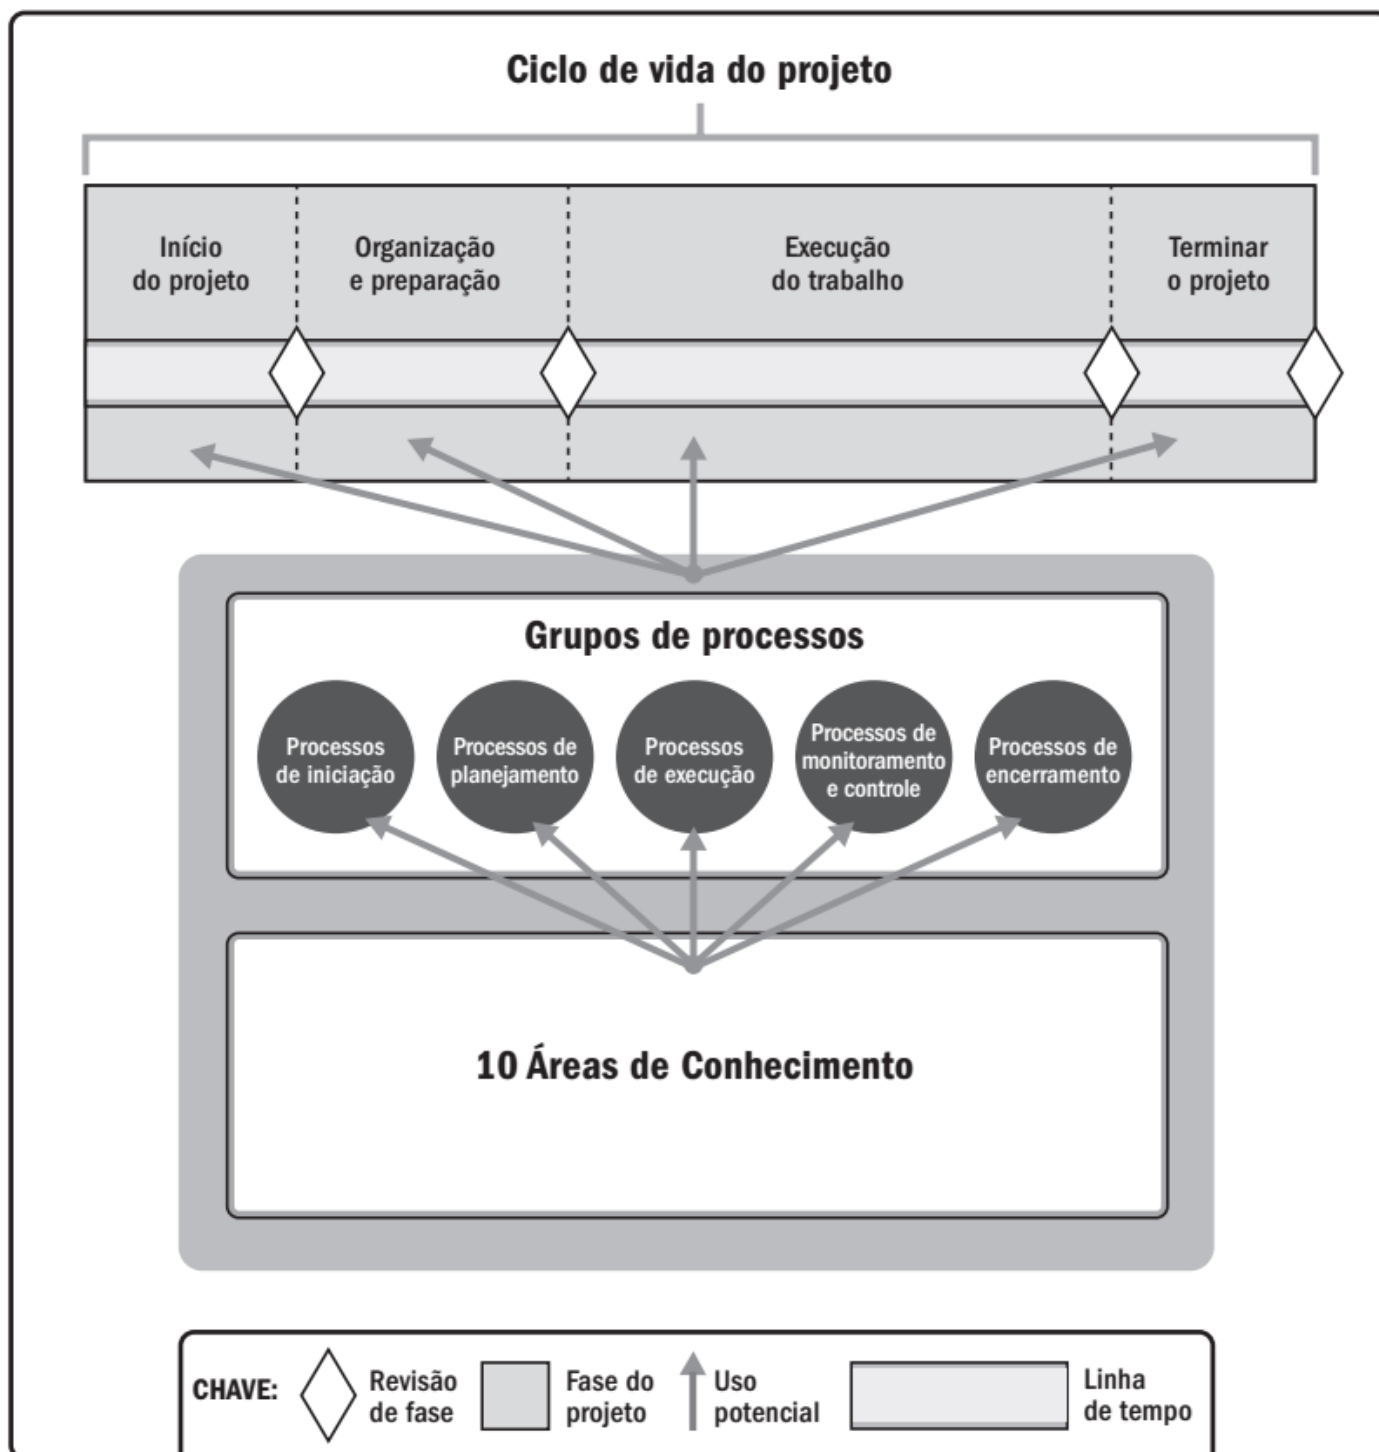 Ciclo de vida do projeto
Início
do projeto
Organização
e preparação
Execução
do trabalho
Terminar
o projeto
Grupos de processos
Processos
de iniciação
Processos de
planejamento
Processos
de execução
Processos de
monitoramento
e controle
Processos de
encerramento
10 Áreas de Conhecimento
CHAVE:
Revisão
de fase
Fase do
projeto
Uso
potencial
Linha
de tempo